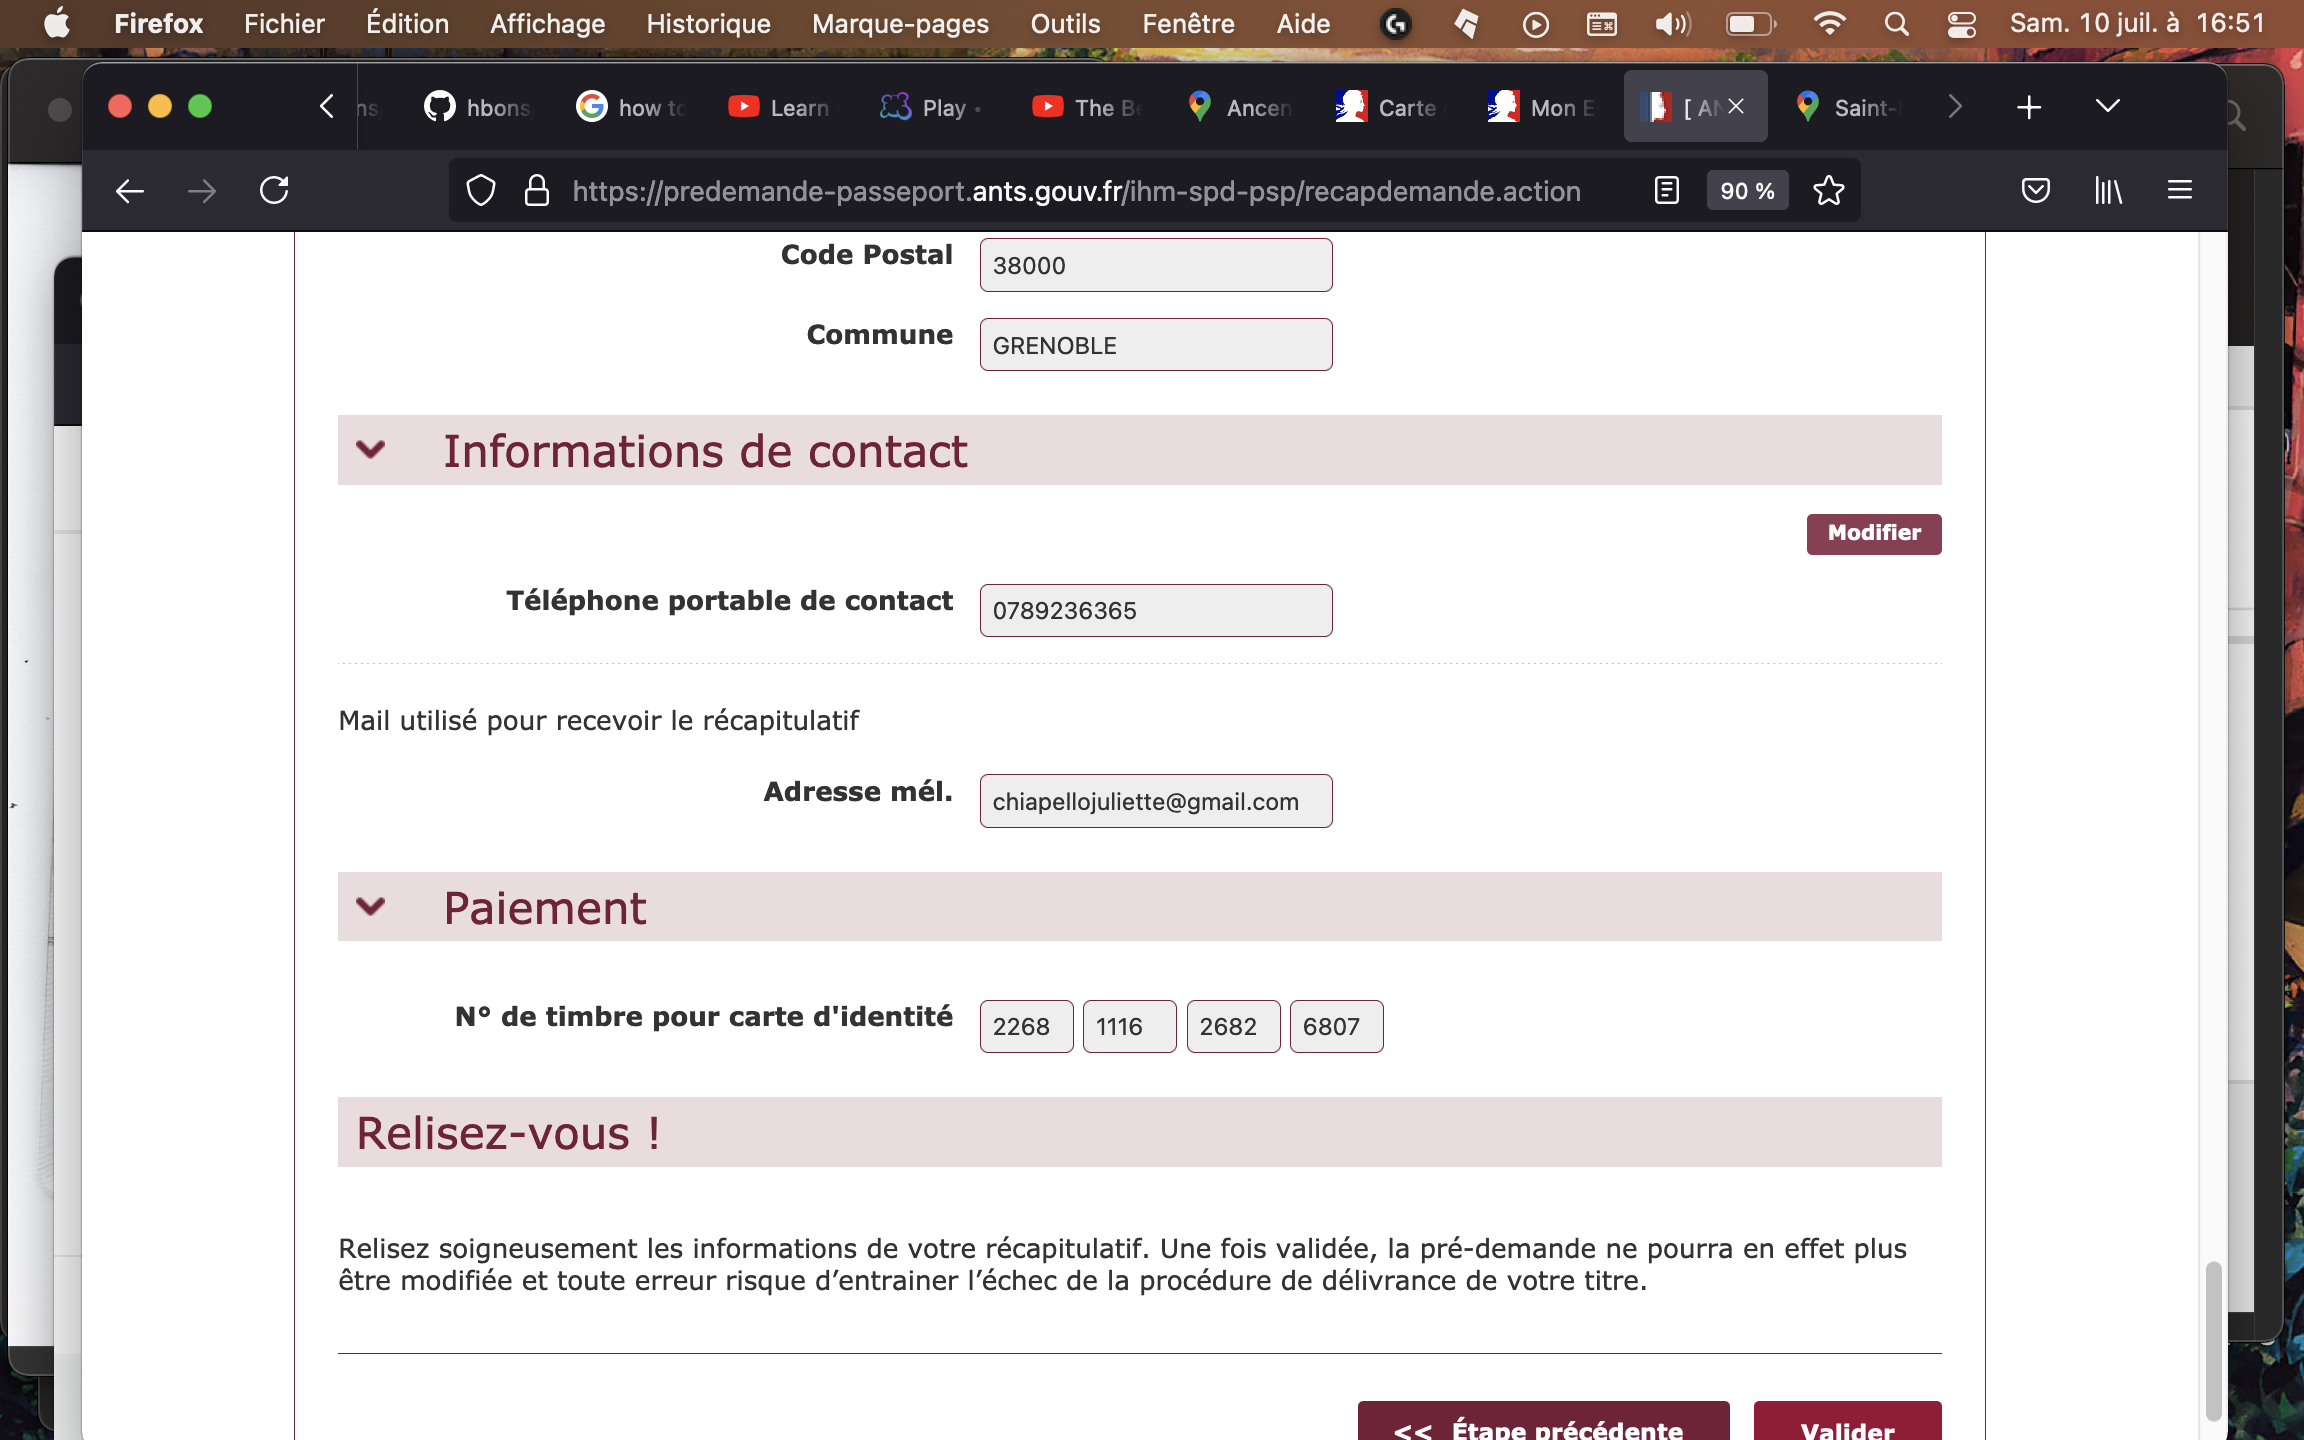 Firefox Fichier Édition Affichage Historique Marque-pages Outils Fenêtre Aide Sam. 10 juil. à 16:51
hbons how to Learn Play · The Be Ancen Carte Mon E [ AN Saint-
https://predemande-passeport.ants.gouv.fr/ihm-spd-psp/recapdemande.action 90 %
Code Postal 38000
Commune GRENOBLE
Informations de contact
Modifier
Téléphone portable de contact 0789236365
Mail utilisé pour recevoir le récapitulatif
Adresse mél. chiapellojuliette@gmail.com
Paiement
N° de timbre pour carte d'identité 2268 1116 2682 6807
Relisez-vous !
Relisez soigneusement les informations de votre récapitulatif. Une fois validée, la pré-demande ne pourra en effet plus
être modifiée et toute erreur risque d’entrainer l’échec de la procédure de délivrance de votre titre.
<< Étape précédente Valider